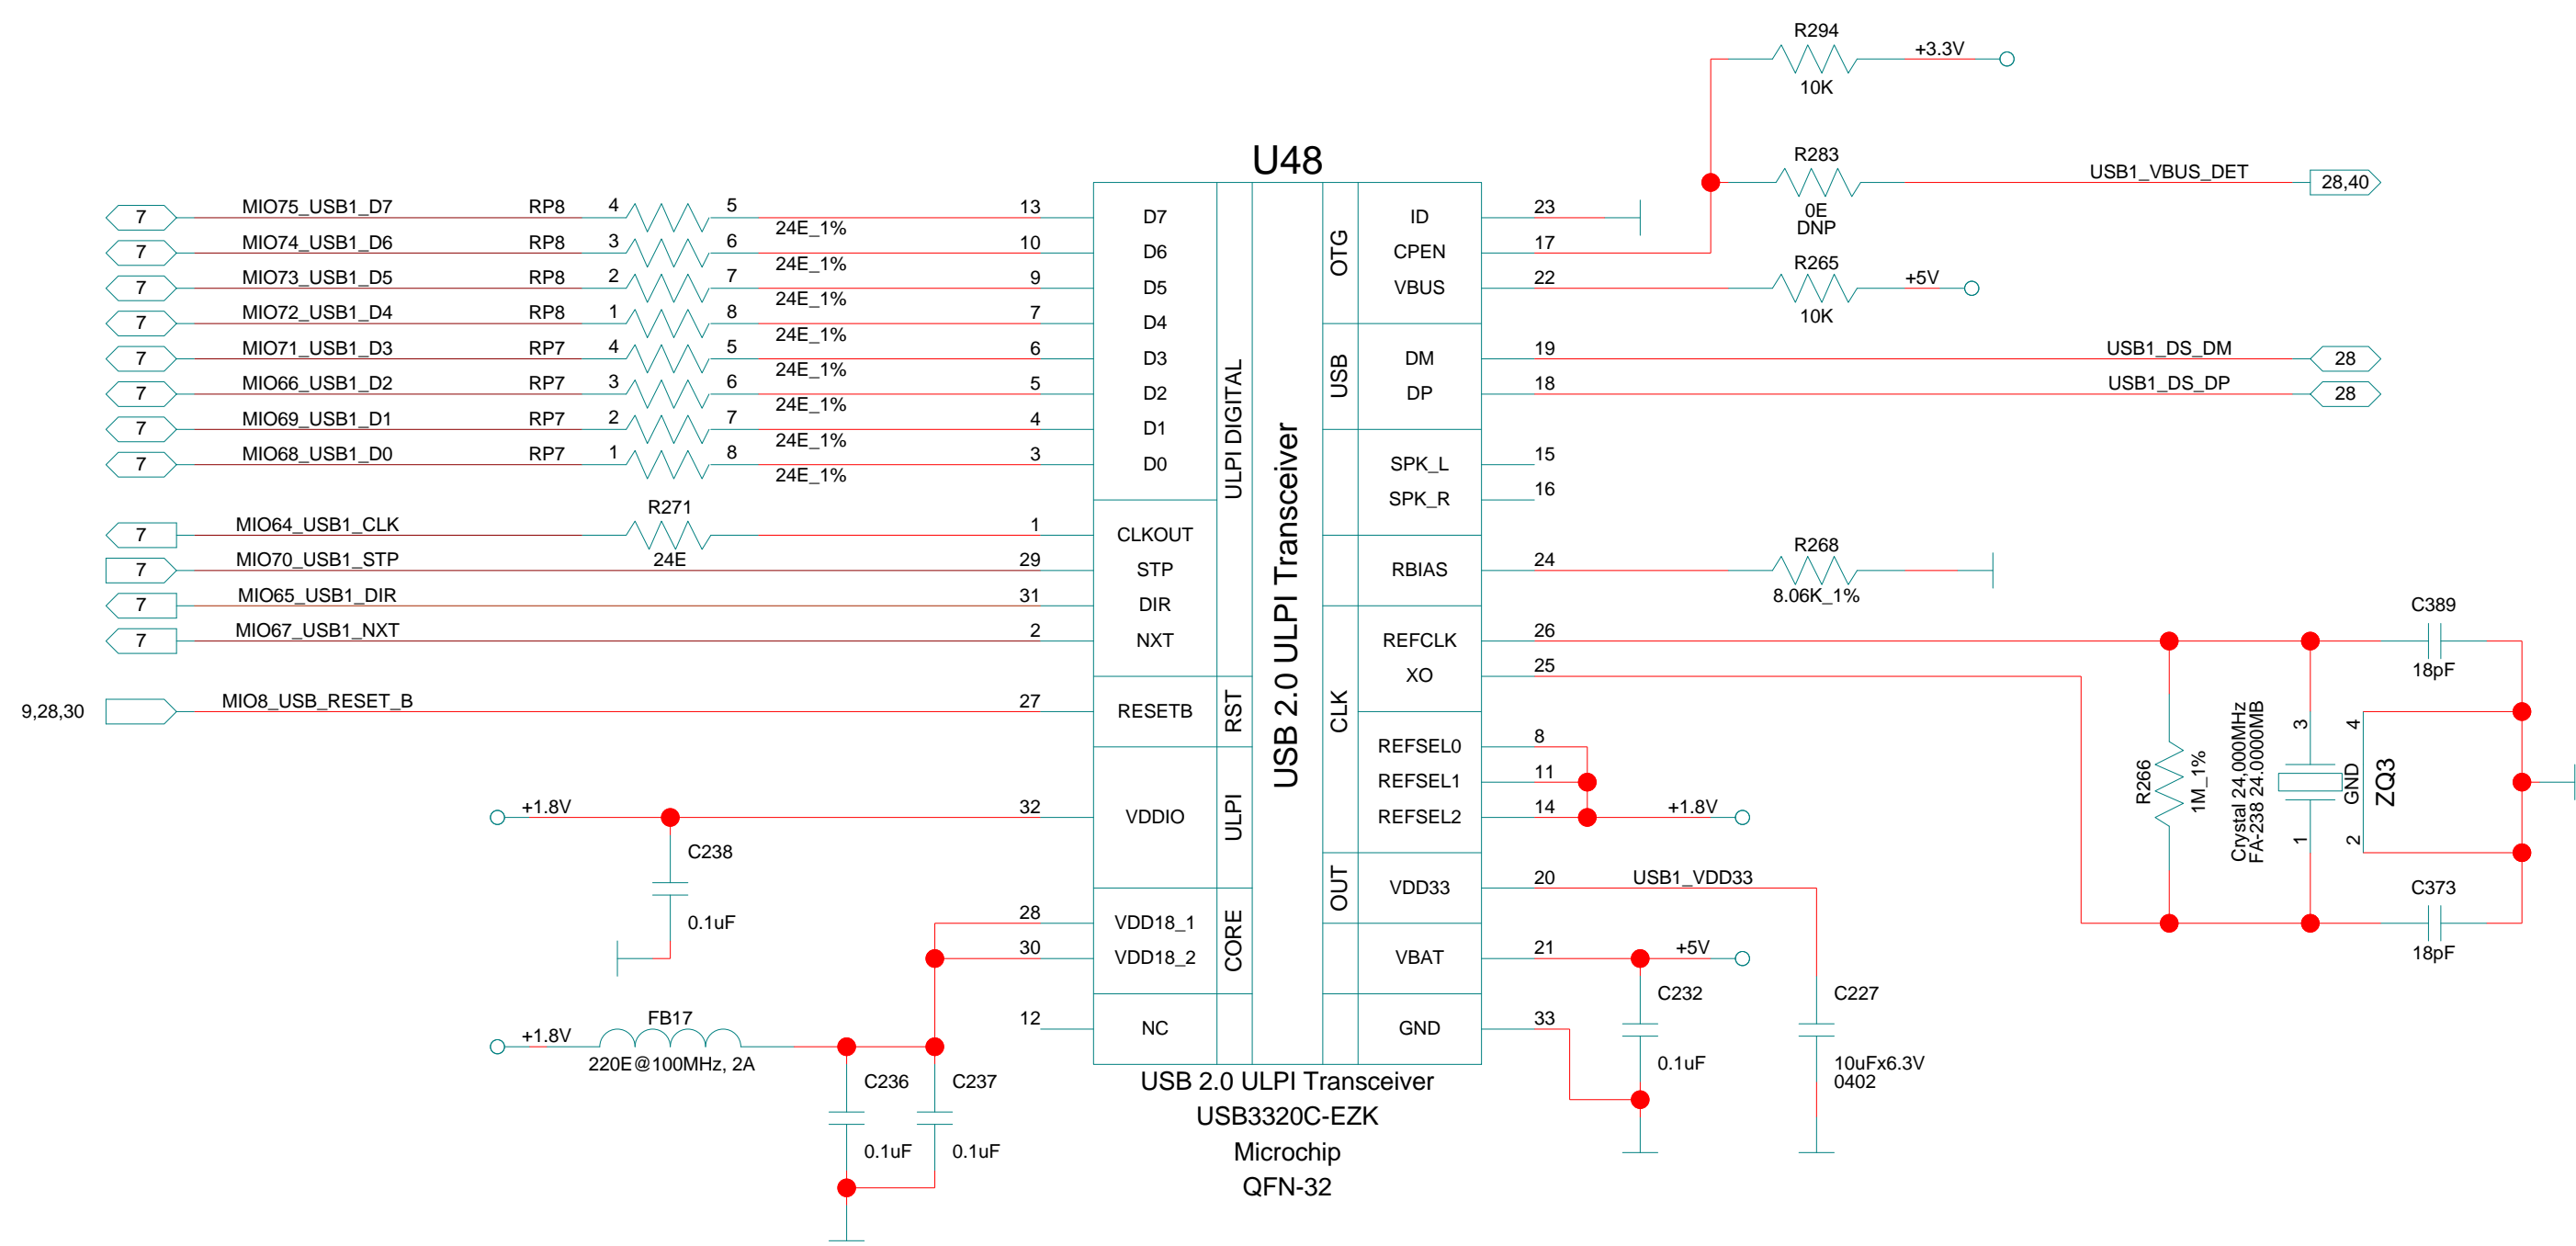 R294
+3.3V
10K
U48
R283
USB1_VBUS_DET
28,40
0E
DNP
7 MIO75_USB1_D7 RP8 4 5 24E_1% 13 D7
7 MIO74_USB1_D6 RP8 3 6 24E_1% 10 D6
7 MIO73_USB1_D5 RP8 2 7 24E_1% 9 D5
7 MIO72_USB1_D4 RP8 1 8 24E_1% 7 D4
7 MIO71_USB1_D3 RP7 4 5 24E_1% 6 D3
7 MIO66_USB1_D2 RP7 3 6 24E_1% 5 D2
7 MIO69_USB1_D1 RP7 2 7 24E_1% 4 D1
7 MIO68_USB1_D0 RP7 1 8 24E_1% 3 D0
R271
7 MIO64_USB1_CLK 24E 1 CLKOUT
7 MIO70_USB1_STP 29 STP
7 MIO65_USB1_DIR 31 DIR
7 MIO67_USB1_NXT 2 NXT
9,28,30 MIO8_USB_RESET_B 27 RESETB
+1.8V 32 VDDIO
C238
0.1uF
28 VDD18_1
30 VDD18_2
12 NC
+1.8V
FB17
220E@100MHz, 2A
C236
0.1uF
C237
0.1uF
ULPI DIGITAL
RST
ULPI
CORE
USB 2.0 ULPI Transceiver
OTG
USB
CLK
OUT
ID 23
CPEN 17
VBUS 22
R265
+5V
10K
DM 19 USB1_DS_DM 28
DP 18 USB1_DS_DP 28
SPK_L 15
SPK_R 16
RBIAS 24
R268
8.06K_1%
REFCLK 26
XO 25
REFSEL0 8
REFSEL1 11
REFSEL2 14 +1.8V
VDD33 20 USB1_VDD33
VBAT 21 +5V
GND 33
C232
0.1uF
C227
10uFx6.3V
0402
C389
18pF
R266
1M_1%
Crystal 24,000MHz
FA-238 24.0000MB
3
1
4
GND
2
ZQ3
C373
18pF
USB 2.0 ULPI Transceiver
USB3320C-EZK
Microchip
QFN-32